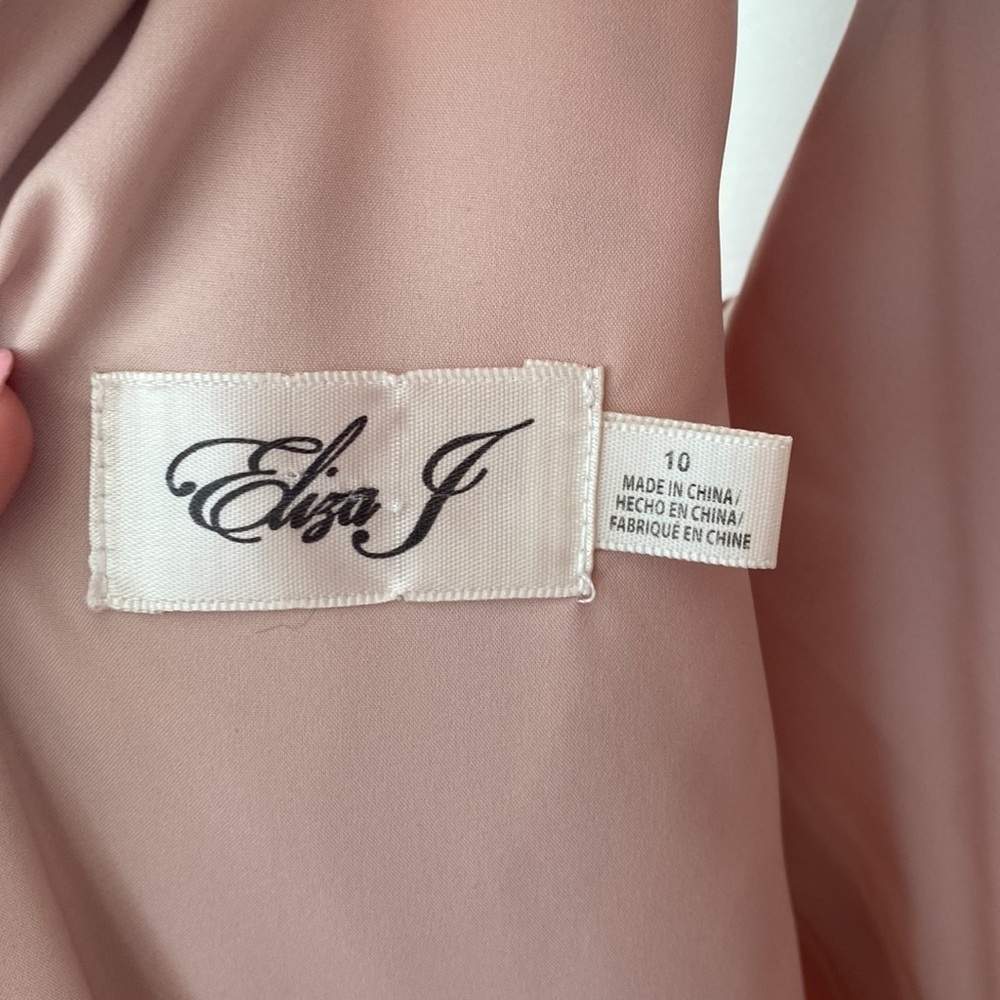 Eliza J
10
MADE IN CHINA/
HECHO EN CHINA/
FABRIQUÉ EN CHINE